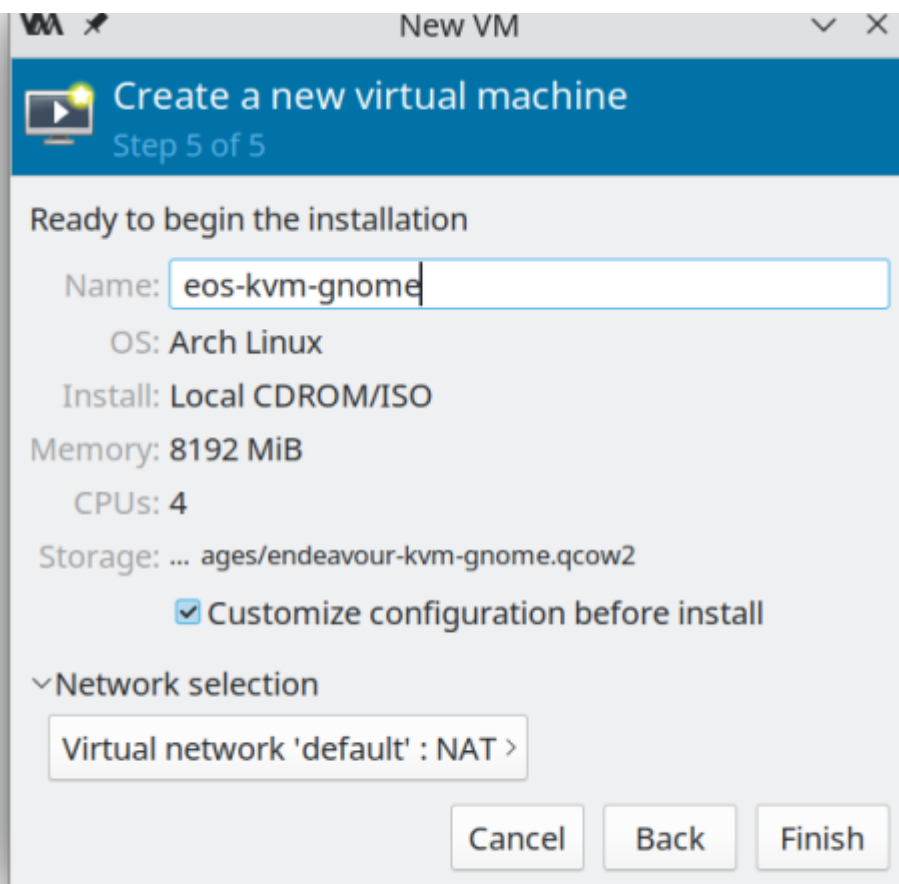 New VM
Create a new virtual machine
Step 5 of 5
Ready to begin the installation
Name: eos-kvm-gnome
OS: Arch Linux
Install: Local CDROM/ISO
Memory: 8192 MiB
CPUs: 4
Storage: ... ages/endeavour-kvm-gnome.qcow2
Customize configuration before install
Network selection
Virtual network 'default' : NAT
Cancel Back Finish